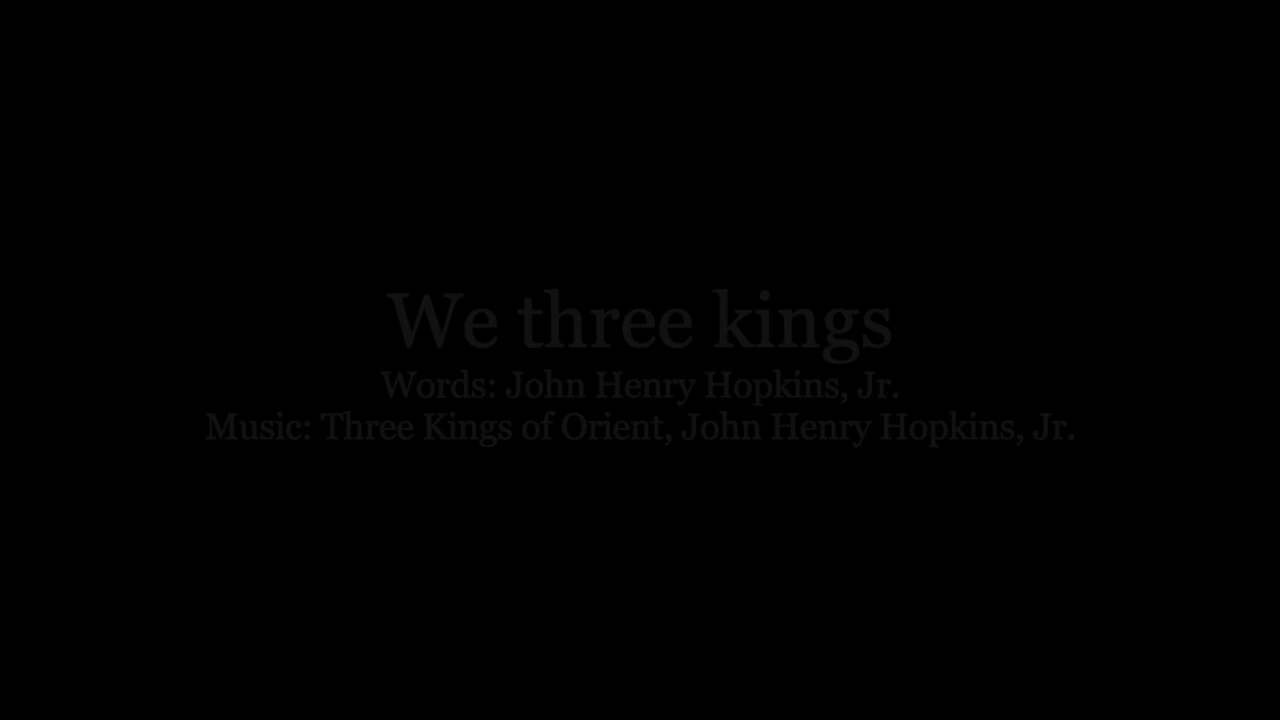 We three kings
Words: John Henry Hopkins, Jr.
Music: Three Kings of Orient, John Henry Hopkins, Jr.